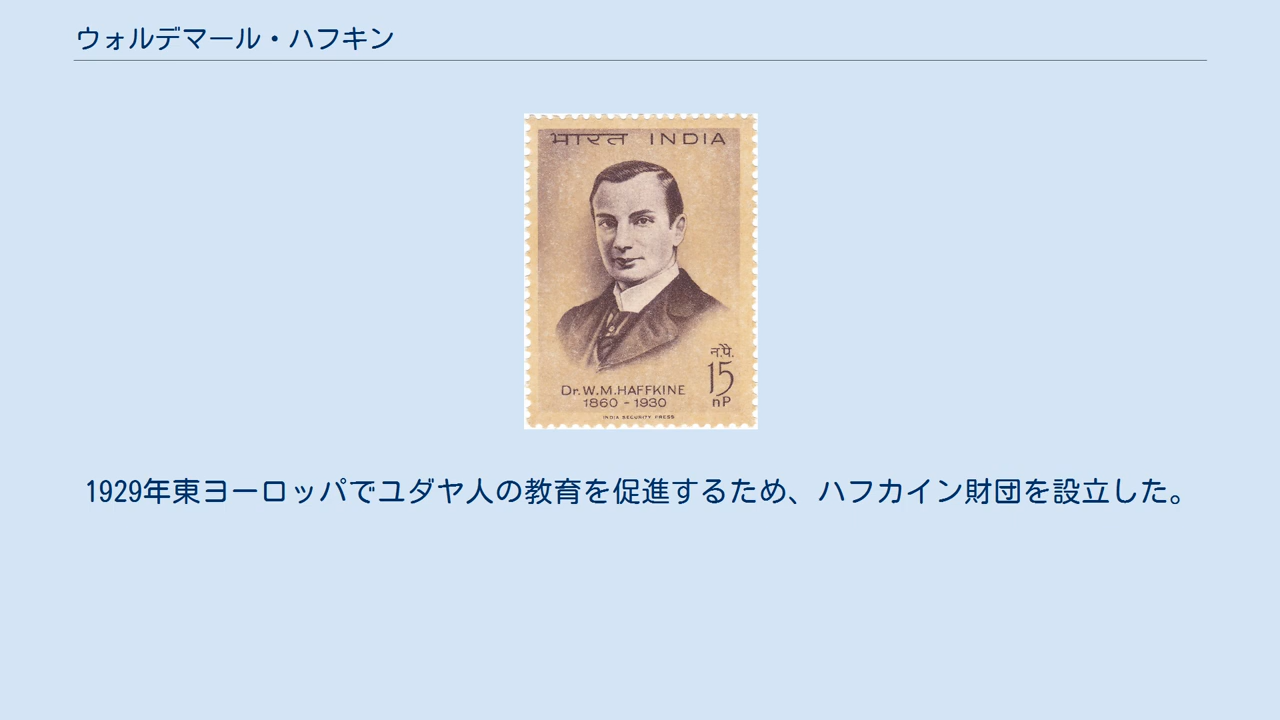 ウォルデマール・ハフキン
भारत INDIA
न.पै.
15
nP
Dr. W. M. HAFFKINE
1860 - 1930
INDIA SECURITY PRESS
1929年東ヨーロッパでユダヤ人の教育を促進するため、ハフカイン財団を設立した。